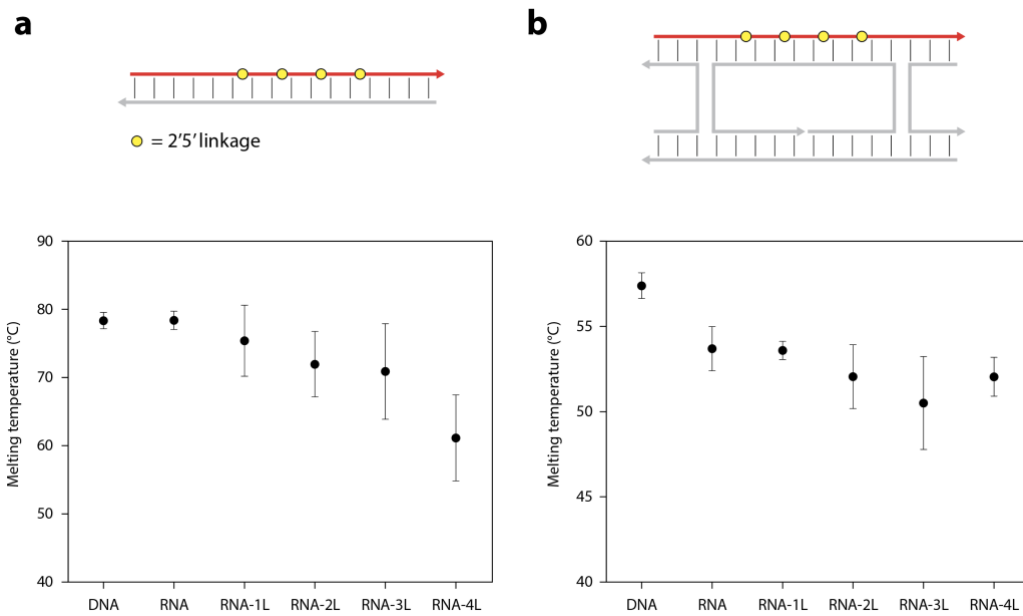 a
= 2'5' linkage
90
80
70
60
50
40
Melting temperature (°C)
DNA RNA RNA-1L RNA-2L RNA-3L RNA-4L
b
60
55
50
45
40
Melting temperature (°C)
DNA RNA RNA-1L RNA-2L RNA-3L RNA-4L